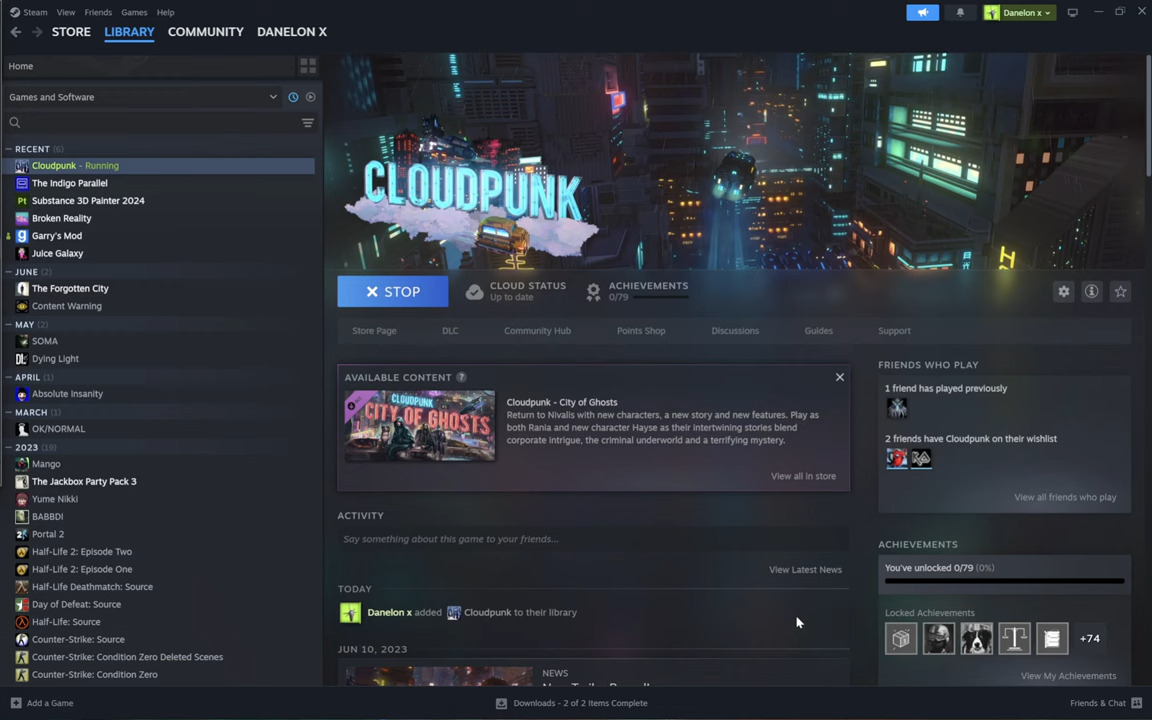 Steam View Friends Games Help
Danelon x
STORE LIBRARY COMMUNITY DANELON X
Home
Games and Software
RECENT (6)
Cloudpunk - Running
The Indigo Parallel
Pt Substance 3D Painter 2024
Broken Reality
Garry's Mod
Juice Galaxy
JUNE (2)
The Forgotten City
Content Warning
MAY (2)
SOMA
DL Dying Light
APRIL (1)
Absolute Insanity
MARCH (1)
OK/NORMAL
2023 (19)
Mango
The Jackbox Party Pack 3
Yume Nikki
BABBDI
Portal 2
Half-Life 2: Episode Two
Half-Life 2: Episode One
Half-Life Deathmatch: Source
Day of Defeat: Source
Half-Life: Source
Counter-Strike: Source
Counter-Strike: Condition Zero Deleted Scenes
Counter-Strike: Condition Zero
CLOUDPUNK
STOP
CLOUD STATUS
Up to date
ACHIEVEMENTS
0/79
Store Page DLC Community Hub Points Shop Discussions Guides Support
AVAILABLE CONTENT ?
CLOUDPUNK
CITY OF GHOSTS
Cloudpunk - City of Ghosts
Return to Nivalis with new characters, a new story and new features. Play as
both Rania and new character Hayse as their intertwining stories blend
corporate intrigue, the criminal underworld and a terrifying mystery.
View all in store
ACTIVITY
Say something about this game to your friends...
View Latest News
TODAY
Danelon x added Cloudpunk to their library
JUN 10, 2023
NEWS
FRIENDS WHO PLAY
1 friend has played previously
2 friends have Cloudpunk on their wishlist
View all friends who play
ACHIEVEMENTS
You've unlocked 0/79 (0%)
Locked Achievements
+74
View My Achievements
Add a Game
Downloads - 2 of 2 Items Complete
Friends & Chat